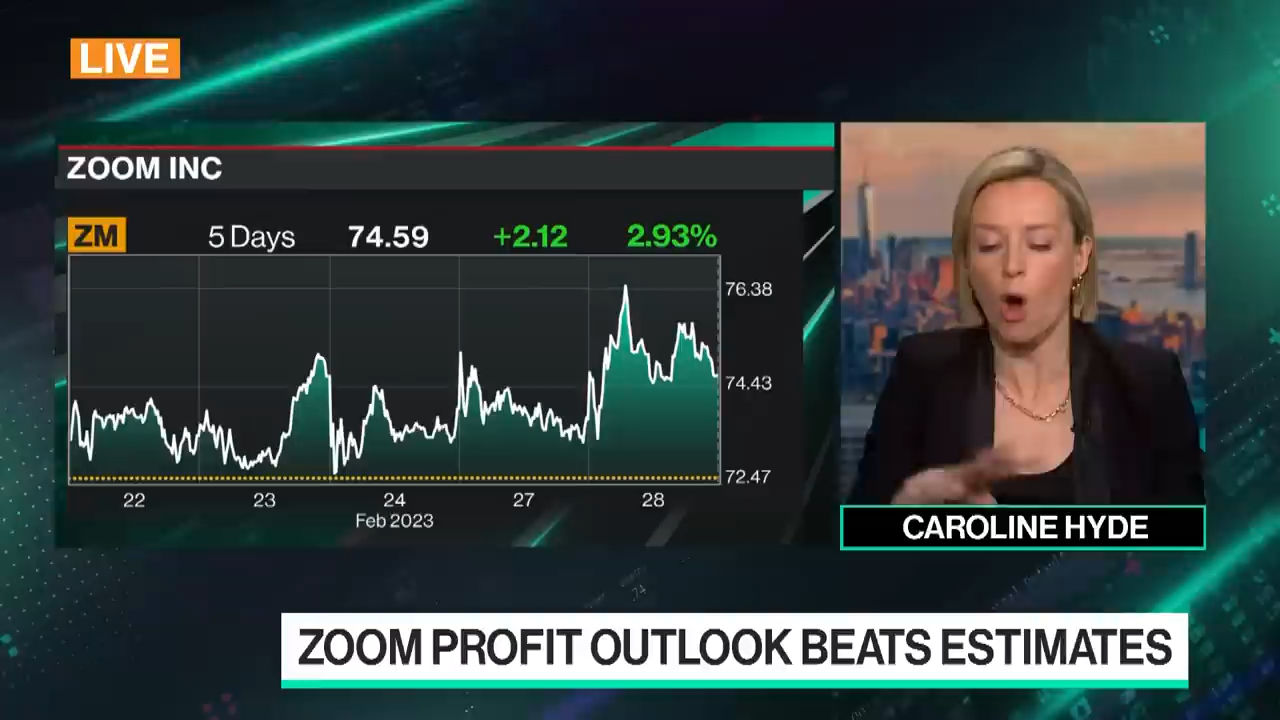 LIVE
ZOOM INC
ZM 5 Days 74.59 +2.12 2.93%
76.38
74.43
72.47
22 23 24 27 28
Feb 2023
CAROLINE HYDE
ZOOM PROFIT OUTLOOK BEATS ESTIMATES